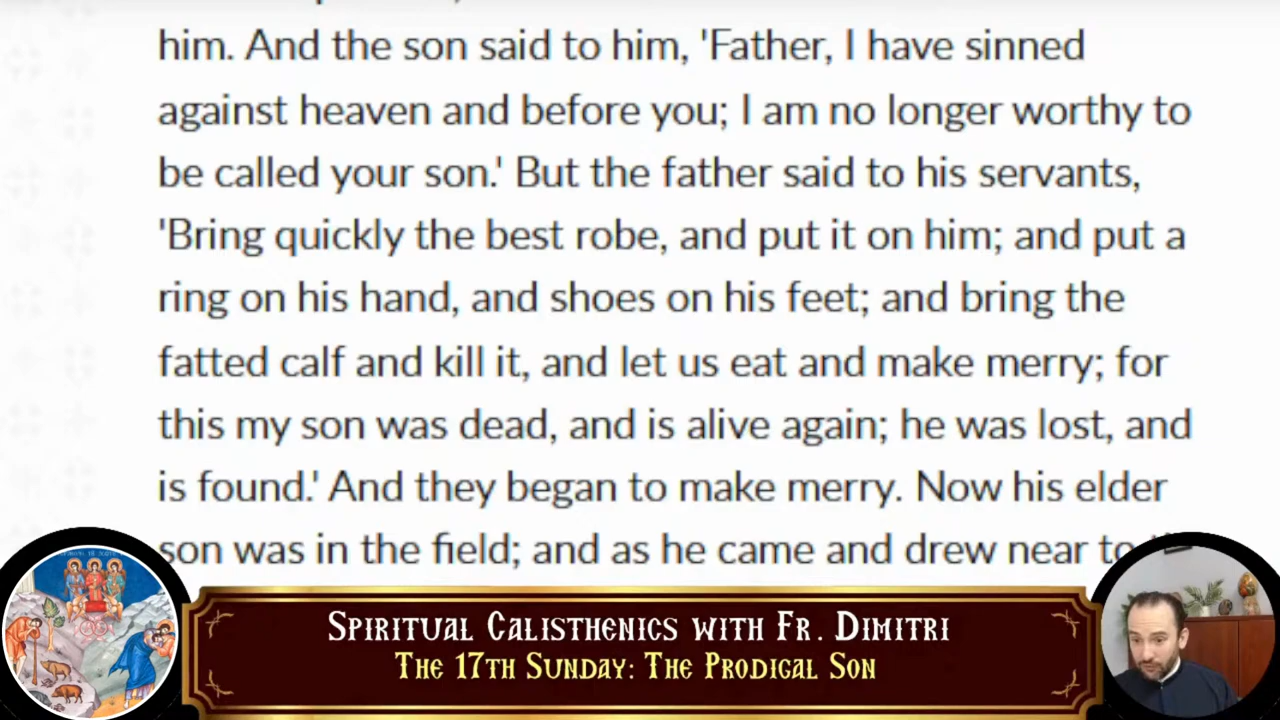 him. And the son said to him, 'Father, I have sinned
against heaven and before you; I am no longer worthy to
be called your son.' But the father said to his servants,
'Bring quickly the best robe, and put it on him; and put a
ring on his hand, and shoes on his feet; and bring the
fatted calf and kill it, and let us eat and make merry; for
this my son was dead, and is alive again; he was lost, and
is found.' And they began to make merry. Now his elder
son was in the field; and as he came and drew near to
Spiritual Calisthenics with Fr. Dimitri
The 17th Sunday: The Prodigal Son